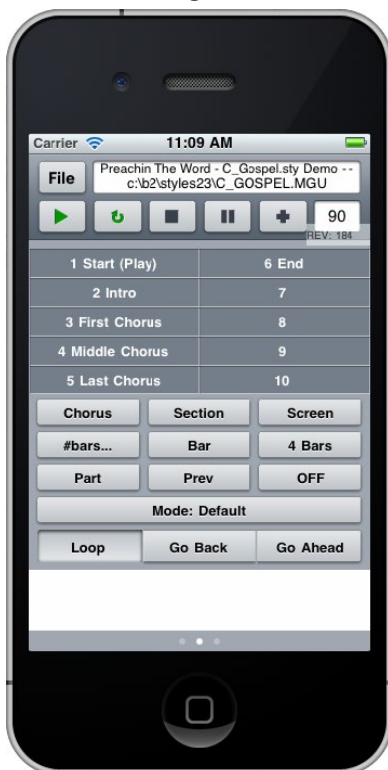 Carrier 11:09 AM
File Preachin The Word - C_Gospel.sty Demo --
c:\b2\styles23\C_GOSPEL.MGU
90
REV: 184
1 Start (Play) 6 End
2 Intro 7
3 First Chorus 8
4 Middle Chorus 9
5 Last Chorus 10
Chorus Section Screen
#bars... Bar 4 Bars
Part Prev OFF
Mode: Default
Loop Go Back Go Ahead